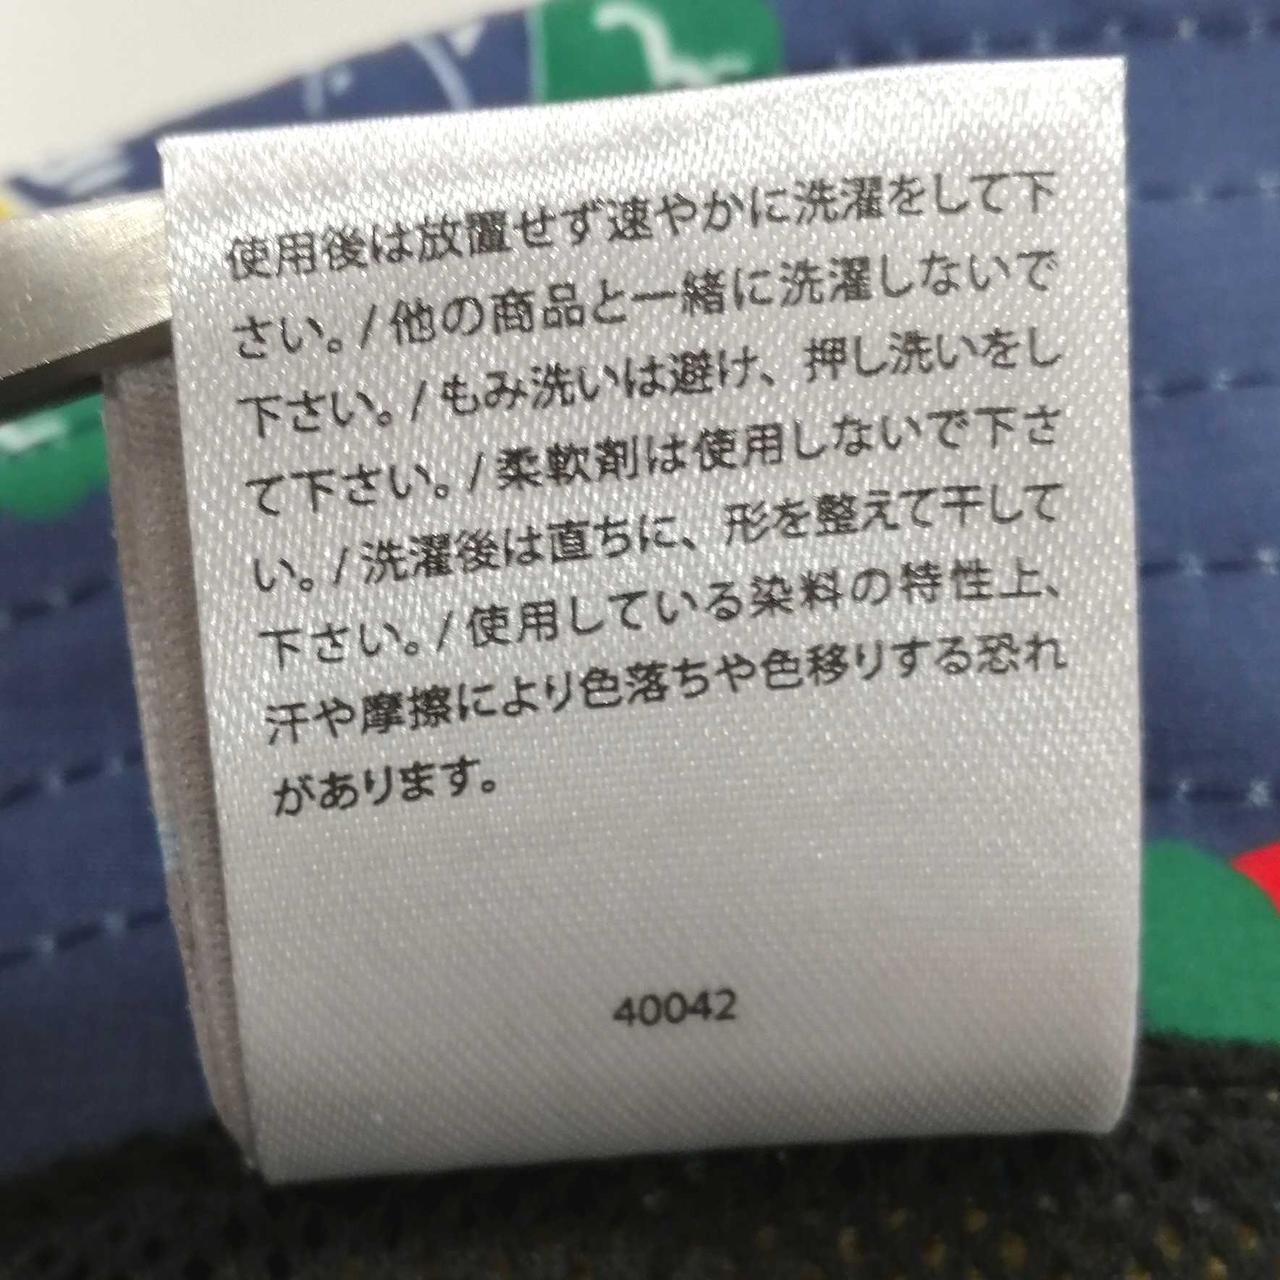 使用後は放置せず速やかに洗濯をして下
さい。/ 他の商品と一緒に洗濯しないで
下さい。/ もみ洗いは避け、押し洗いをし
て下さい。/ 柔軟剤は使用しないで下さ
い。/ 洗濯後は直ちに、形を整えて干して
下さい。/ 使用している染料の特性上、
汗や摩擦により色落ちや色移りする恐れ
があります。
40042